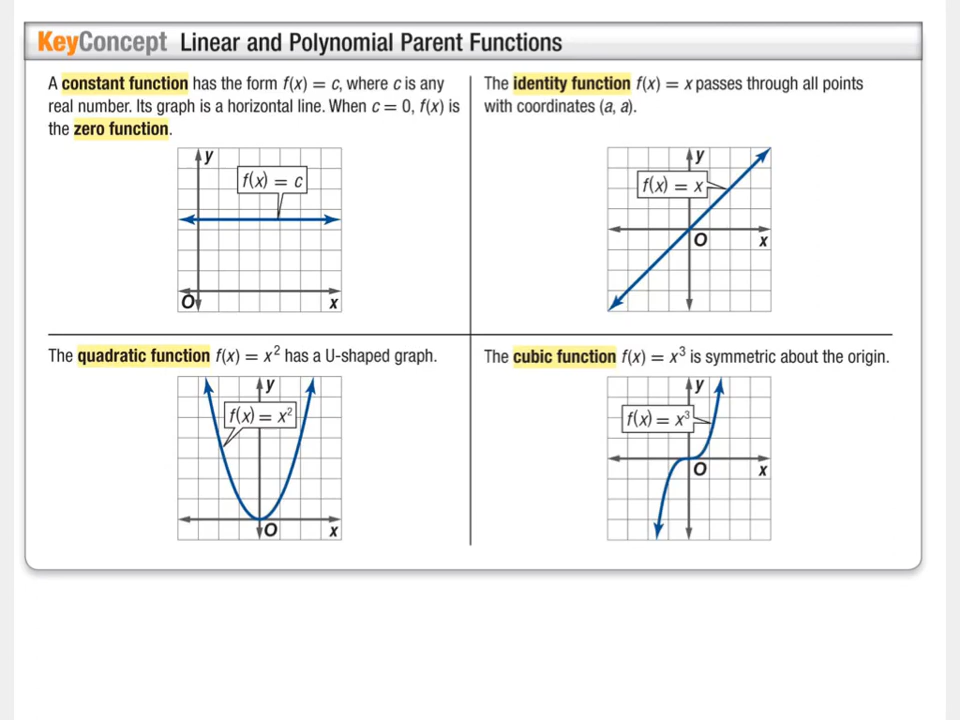 KeyConcept Linear and Polynomial Parent Functions
A constant function has the form f(x) = c, where c is any
real number. Its graph is a horizontal line. When c = 0, f(x) is
the zero function.
y
f(x) = c
O
x
The identity function f(x) = x passes through all points
with coordinates (a, a).
y
f(x) = x
O
x
The quadratic function f(x) = x² has a U-shaped graph.
y
f(x) = x²
O
x
The cubic function f(x) = x³ is symmetric about the origin.
y
f(x) = x³
O
x